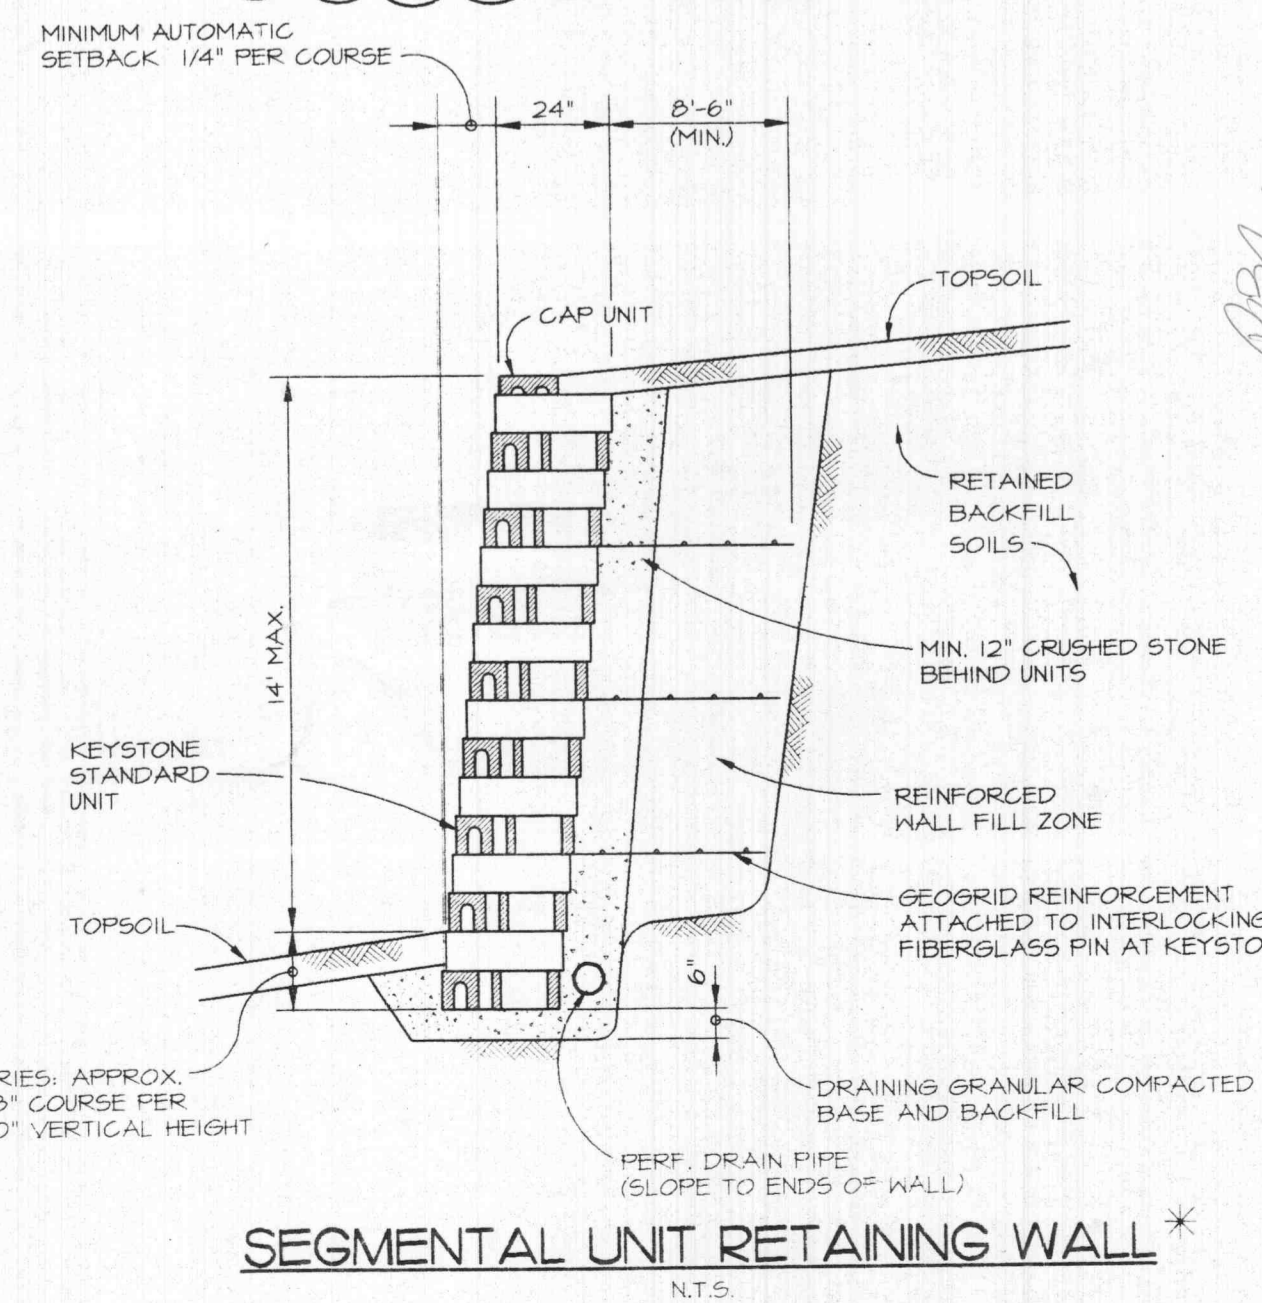 MINIMUM AUTOMATIC
SETBACK 1/4" PER COURSE
24"
8'-6"
(MIN.)
TOPSOIL
CAP UNIT
RETAINED
BACKFILL
SOILS
14' MAX.
MIN. 12" CRUSHED STONE
BEHIND UNITS
KEYSTONE
STANDARD
UNIT
REINFORCED
WALL FILL ZONE
GEOGRID REINFORCEMENT
ATTACHED TO INTERLOCKING
FIBERGLASS PIN AT KEYSTO
TOPSOIL
6"
RIES: APPROX.
8" COURSE PER
0" VERTICAL HEIGHT
DRAINING GRANULAR COMPACTED
BASE AND BACKFILL
PERF. DRAIN PIPE
(SLOPE TO ENDS OF WALL)
SEGMENTAL UNIT RETAINING WALL *
N.T.S.